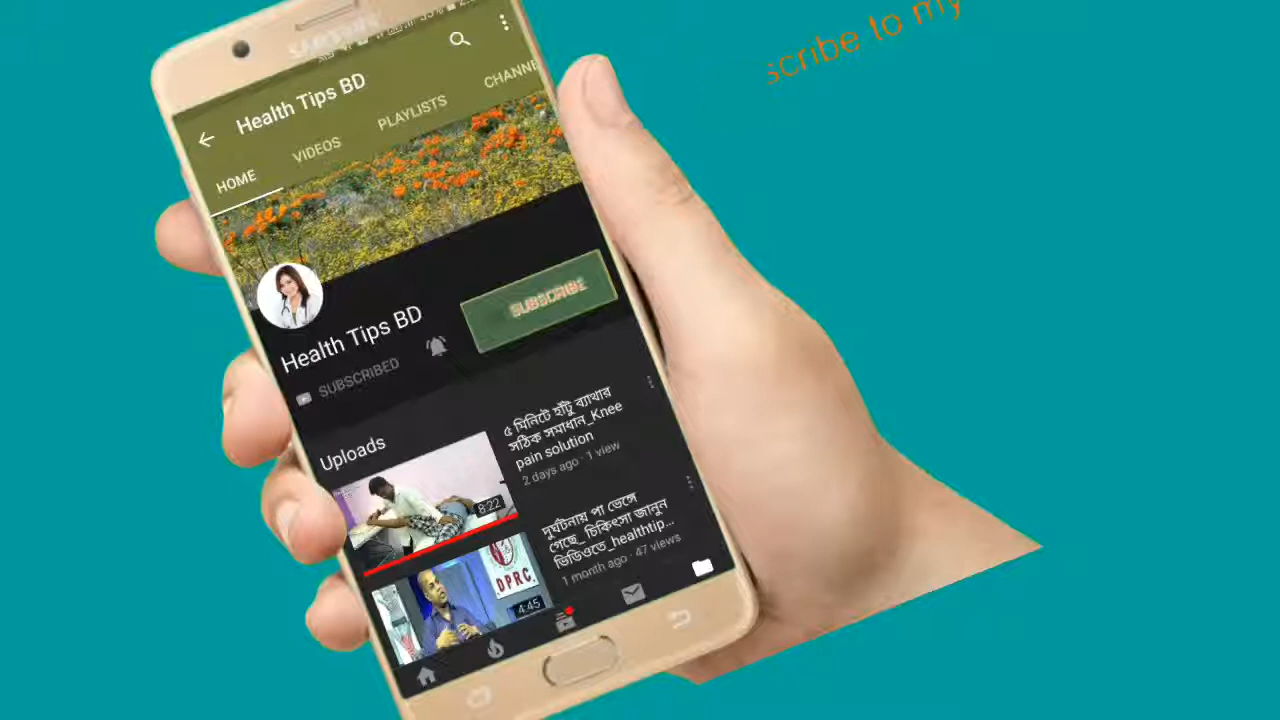 scribe to my
SAMSUNG
Health Tips BD
HOME
VIDEOS
PLAYLISTS
CHANNE
SUBSCRIBE
Health Tips BD
SUBSCRIBED
Uploads
৫ মিনিটে হাঁটু ব্যাথার
সঠিক সমাধান_Knee
pain solution
2 days ago · 1 view
8:22
দুর্ঘটনায় পা ভেঙ্গে
গেছে_ চিকিৎসা জানুন
ভিডিওতে_healthtip...
1 month ago · 47 views
DPRC
4:45